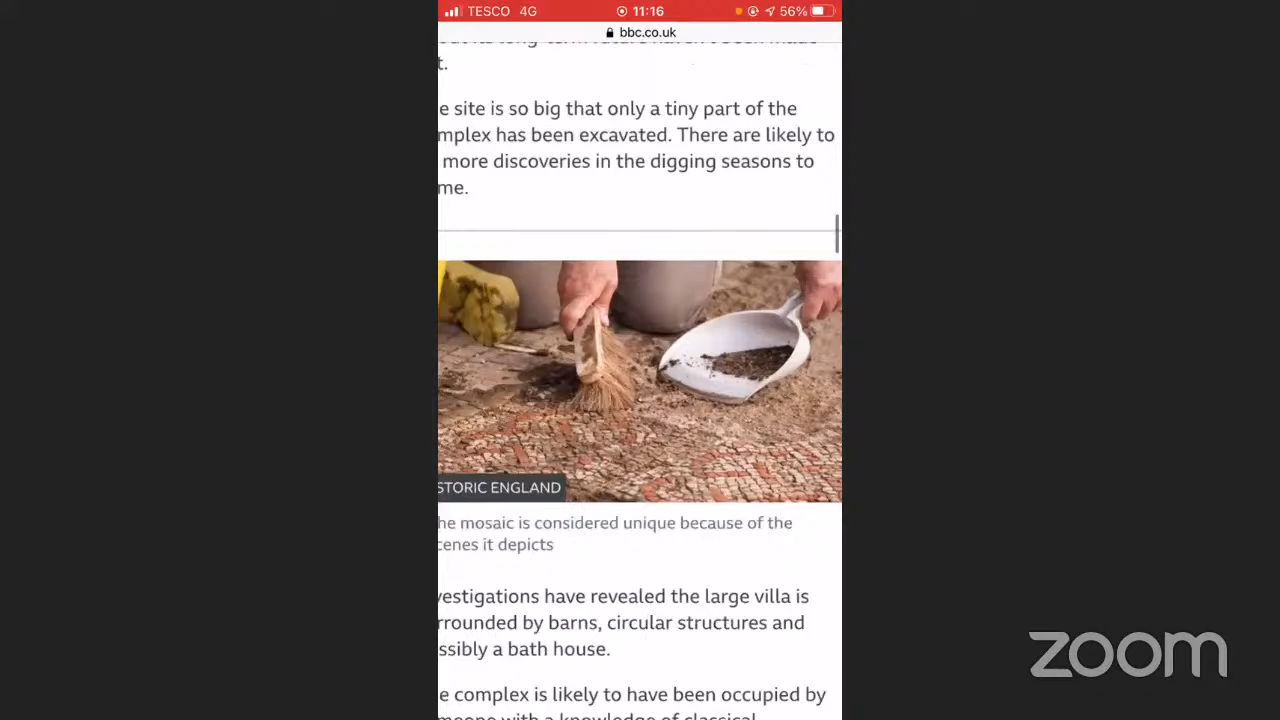 TESCO 4G 11:16 56%
bbc.co.uk
t.
e site is so big that only a tiny part of the
mplex has been excavated. There are likely to
more discoveries in the digging seasons to
me.
STORIC ENGLAND
he mosaic is considered unique because of the
cenes it depicts
vestigations have revealed the large villa is
rrounded by barns, circular structures and
ssibly a bath house.
e complex is likely to have been occupied by
zoom